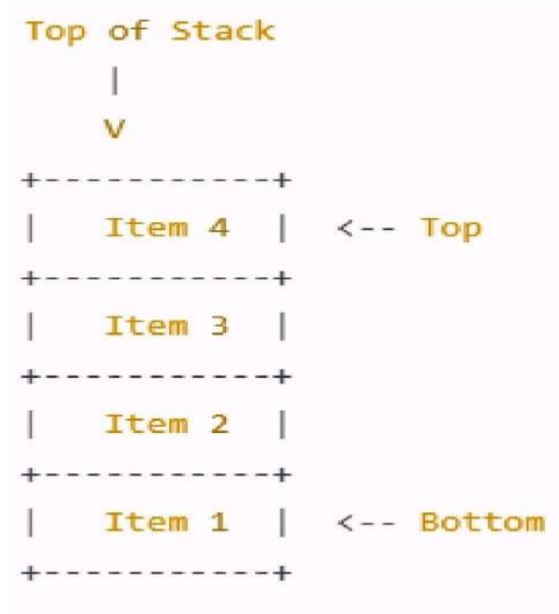 Top of Stack
|
V
+-----------+
|   Item 4  |  <-- Top
+-----------+
|   Item 3  |
+-----------+
|   Item 2  |
+-----------+
|   Item 1  |  <-- Bottom
+-----------+